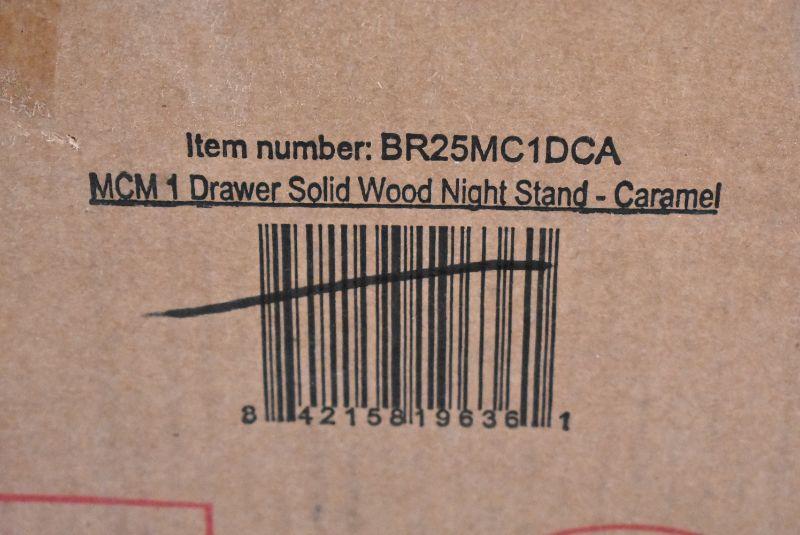 Item number: BR25MC1DCA
MCM 1 Drawer Solid Wood Night Stand - Caramel
8 42158 19636 1